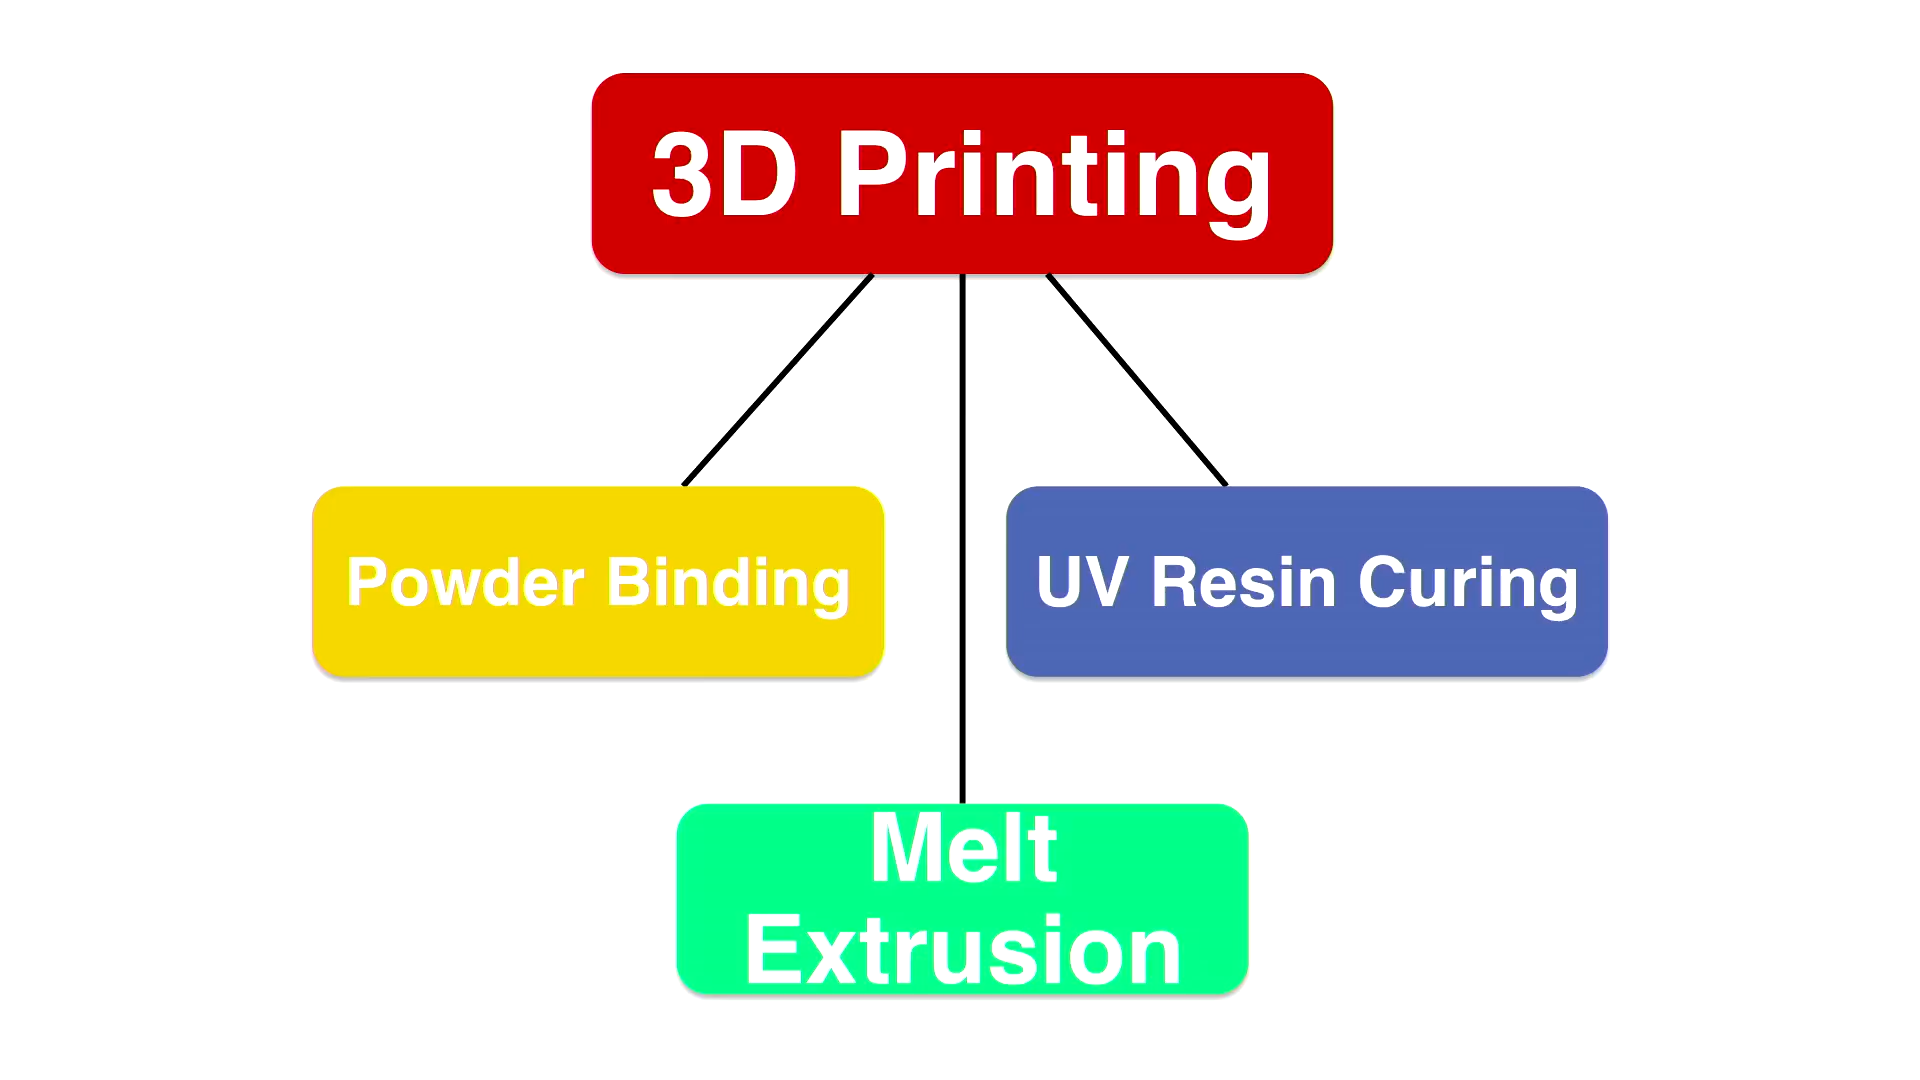 3D Printing
Powder Binding
UV Resin Curing
Melt
Extrusion